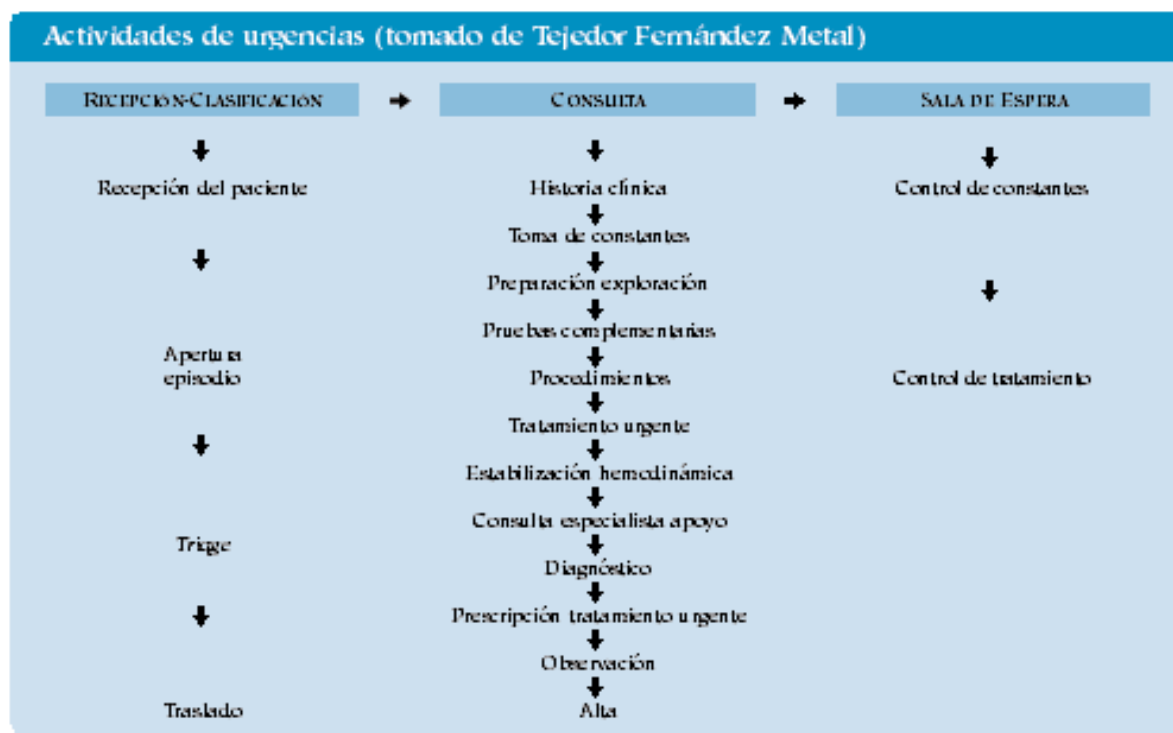 Actividades de urgencias (tomado de Tejedor Fernández Metal)
RECEPCIÓN-CLASIFICACIÓN
Recepción del paciente
Apertura
episodio
Triage
Traslado
CONSULTA
Historia clínica
Toma de constantes
Preparación exploración
Pruebas complementarias
Procedimientos
Tratamiento urgente
Estabilización hemodinámica
Consulta especialista apoyo
Diagnóstico
Prescripción tratamiento urgente
Observación
Alta
SALA DE ESPERA
Control de constantes
Control de tratamiento